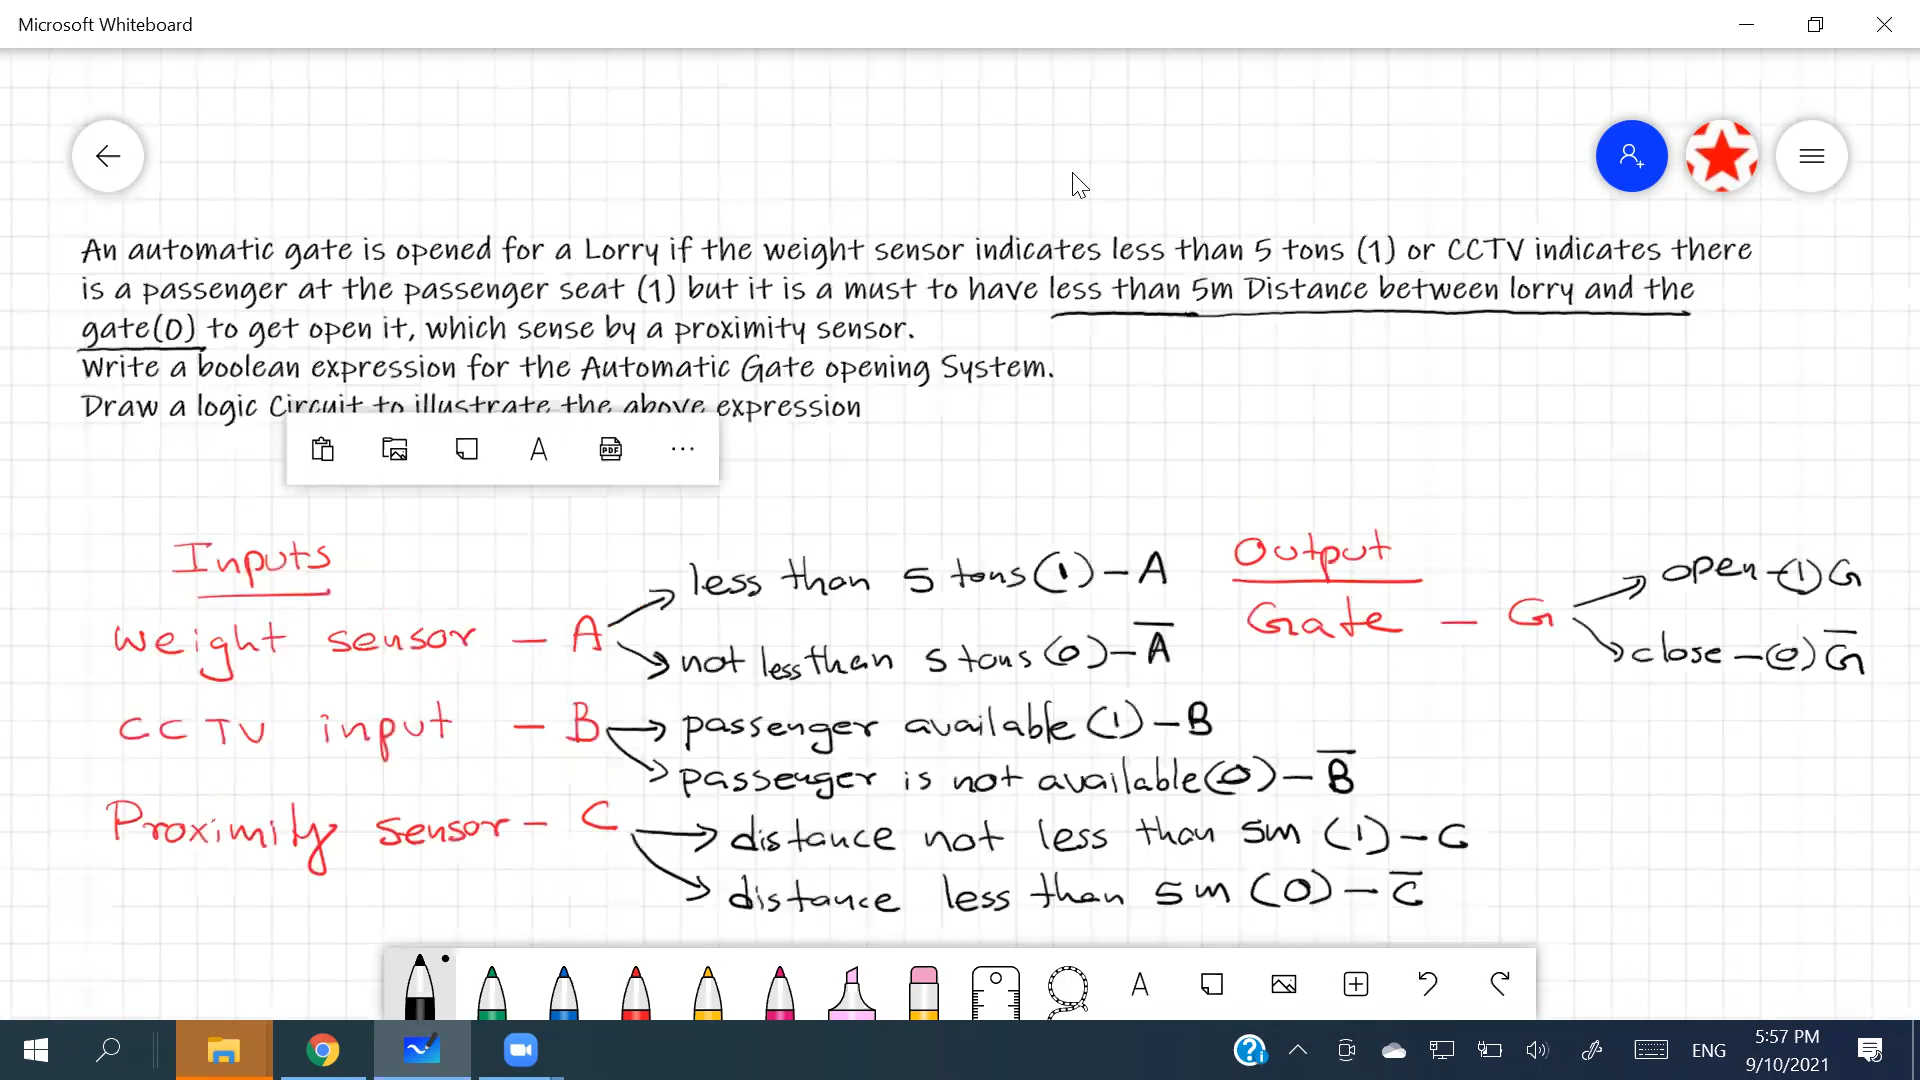 Microsoft Whiteboard
An automatic gate is opened for a Lorry if the weight sensor indicates less than 5 tons (1) or CCTV indicates there
is a passenger at the passenger seat (1) but it is a must to have less than 5m Distance between lorry and the
gate(0) to get open it, which sense by a proximity sensor.
Write a boolean expression for the Automatic Gate opening System.
Draw a logic Circuit to illustrate the above expression
A
PDF
...
Inputs
Weight sensor - A
less than 5 tons (1) - A
not less than 5 tons (0) - A̅
CCTV input - B
passenger available (1) - B
passenger is not available (0) - B̅
Proximity sensor - C
distance not less than 5m (1) - C
distance less than 5m (0) - C̅
Output
Gate - G
open - (1) G
close - (0) G̅
A
ENG
5:57 PM
9/10/2021